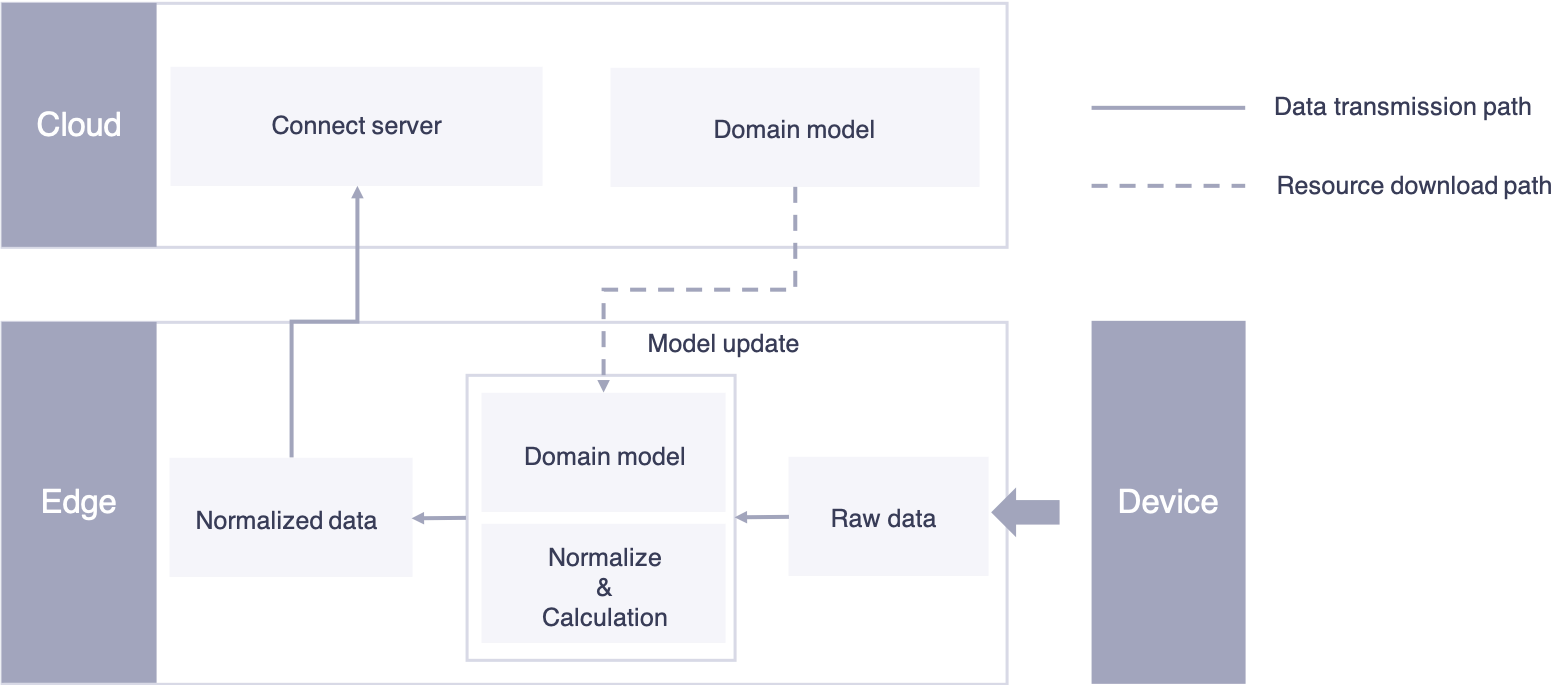 Cloud
Connect server
Domain model
Data transmission path
Resource download path
Model update
Edge
Normalized data
Domain model
Normalize
&
Calculation
Raw data
Device